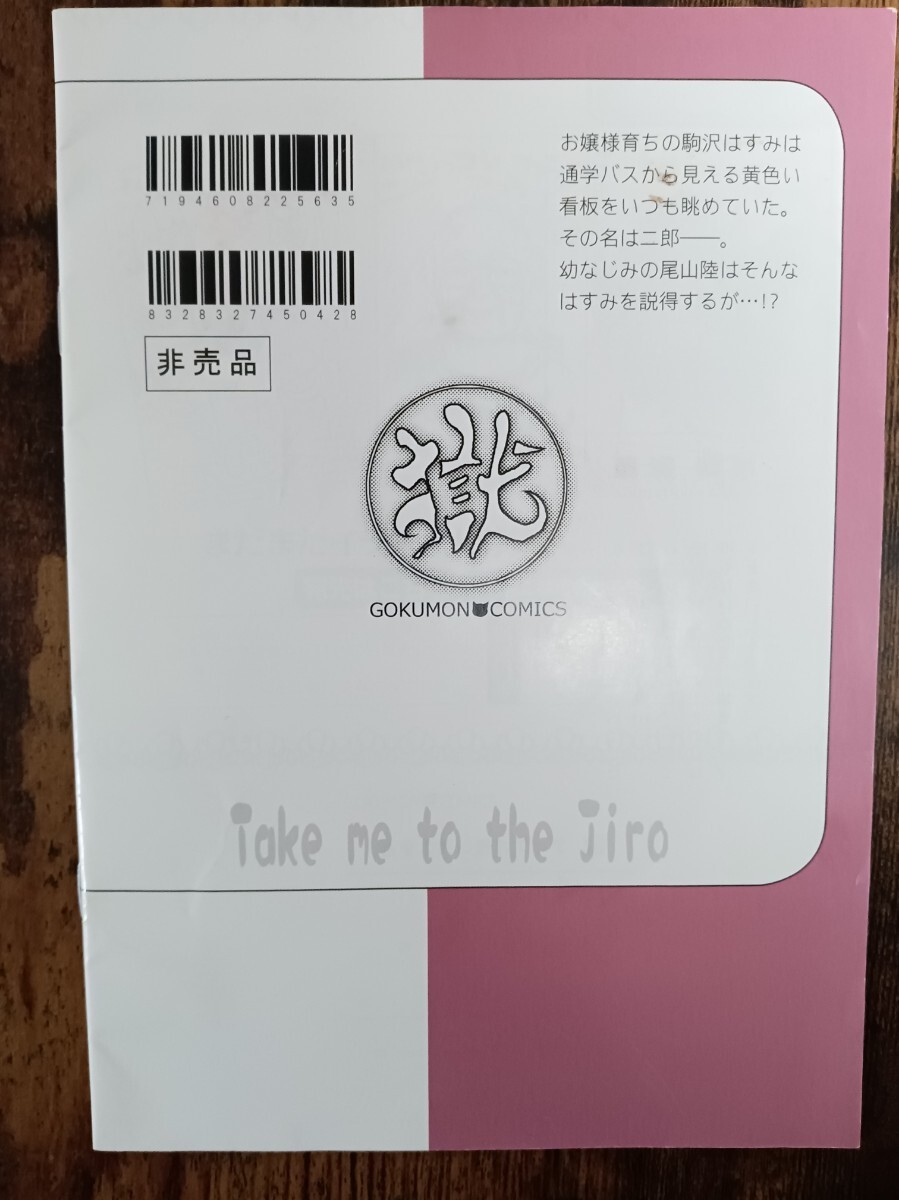 お嬢様育ちの駒沢はすみは
通学バスから見える黄色い
看板をいつも眺めていた。
その名は二郎――。
幼なじみの尾山陸はそんな
はすみを説得するが…!?
7194608225635
8328327450428
非売品
獄
GOKUMON COMICS
Take me to the Jiro